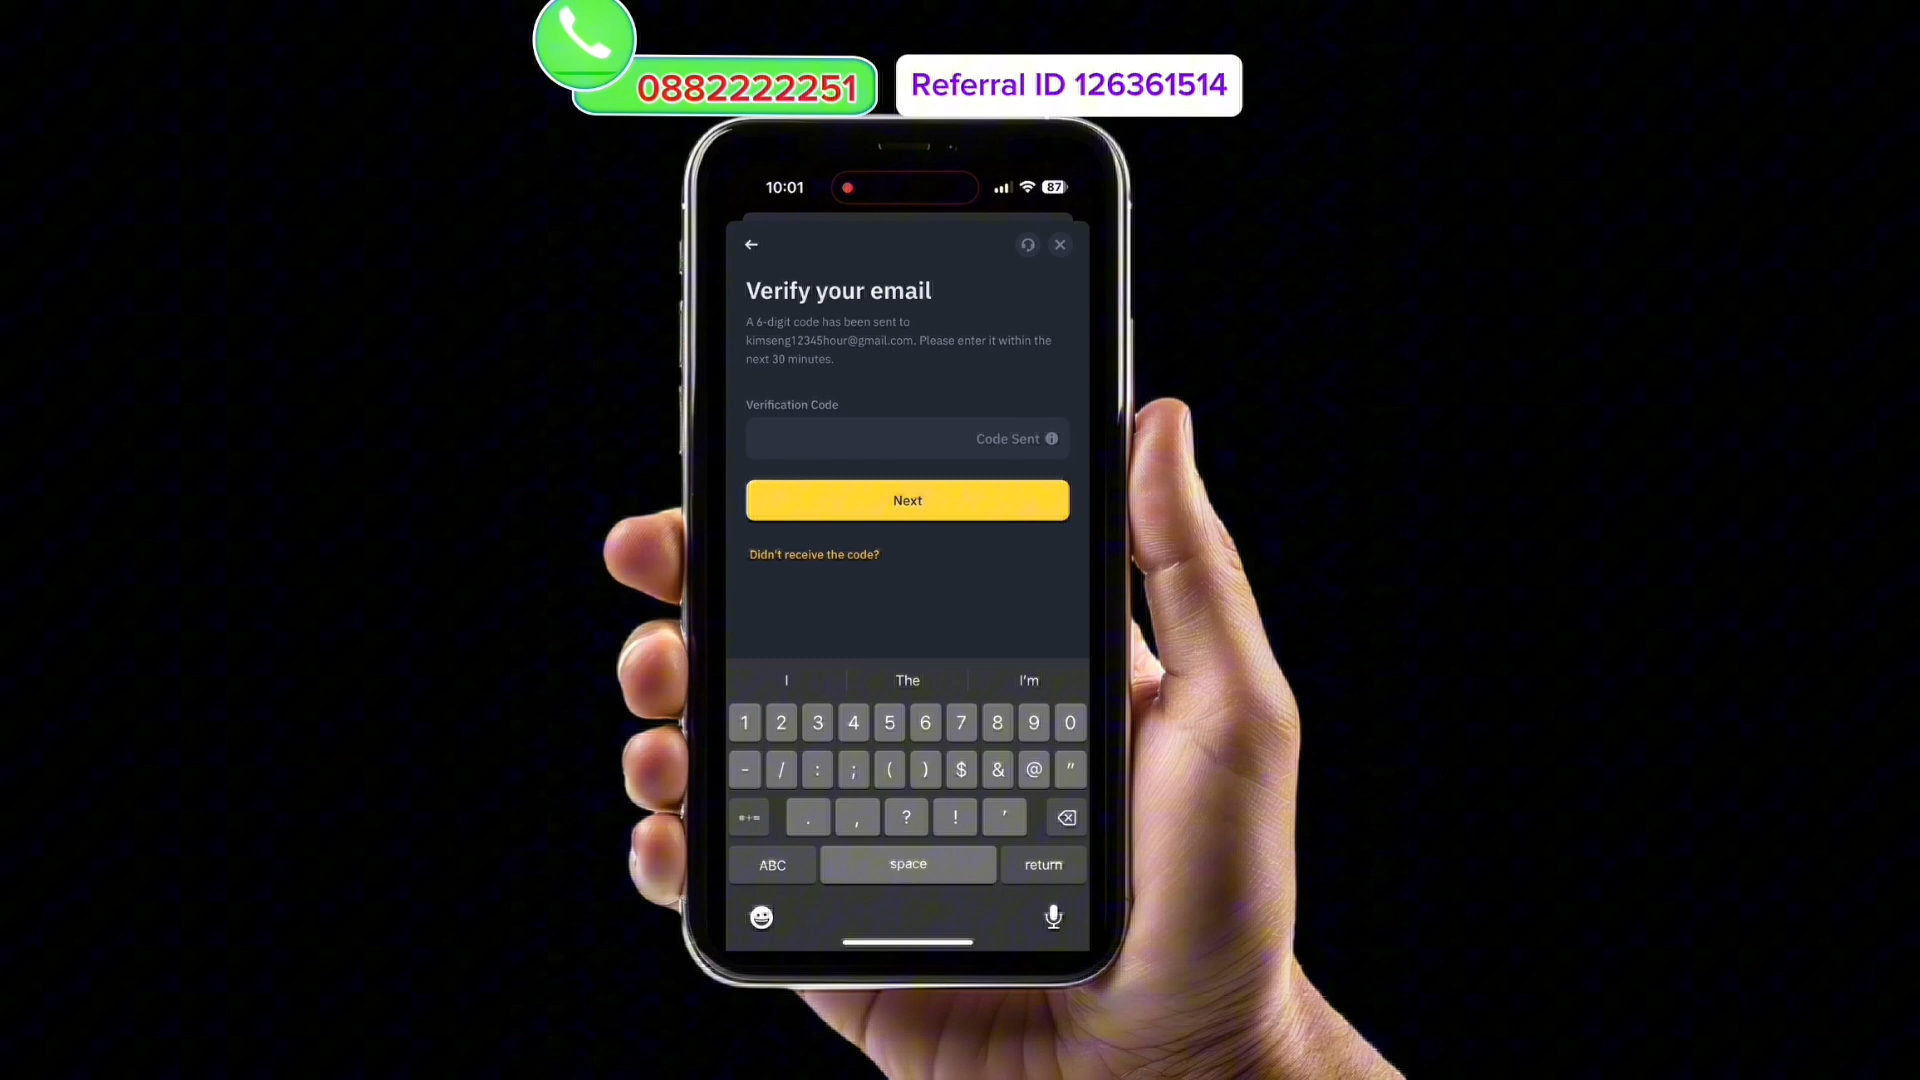 0882222251
Referral ID 126361514
10:01
87
Verify your email
A 6-digit code has been sent to
kimseng12345hour@gmail.com. Please enter it within the
next 30 minutes.
Verification Code
Code Sent
Next
Didn't receive the code?
I The I'm
1 2 3 4 5 6 7 8 9 0
- / : ; ( ) $ & @ "
#+= . , ? ! '
ABC space return